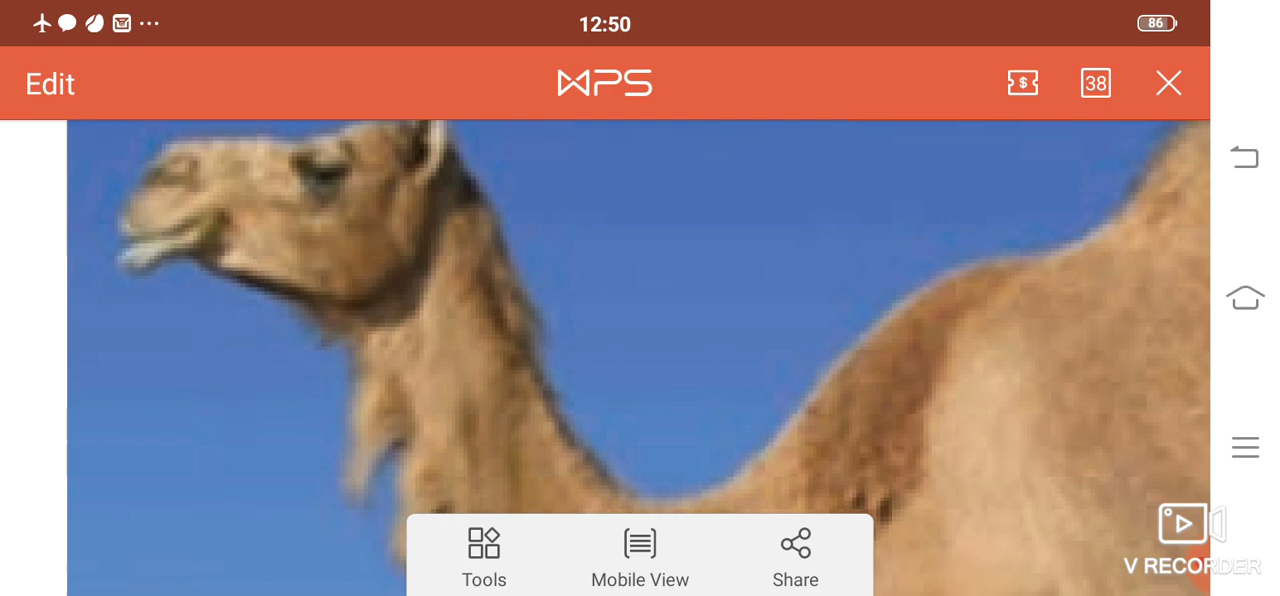 12:50
86
Edit
WPS
$
38
Tools
Mobile View
Share
V RECORDER